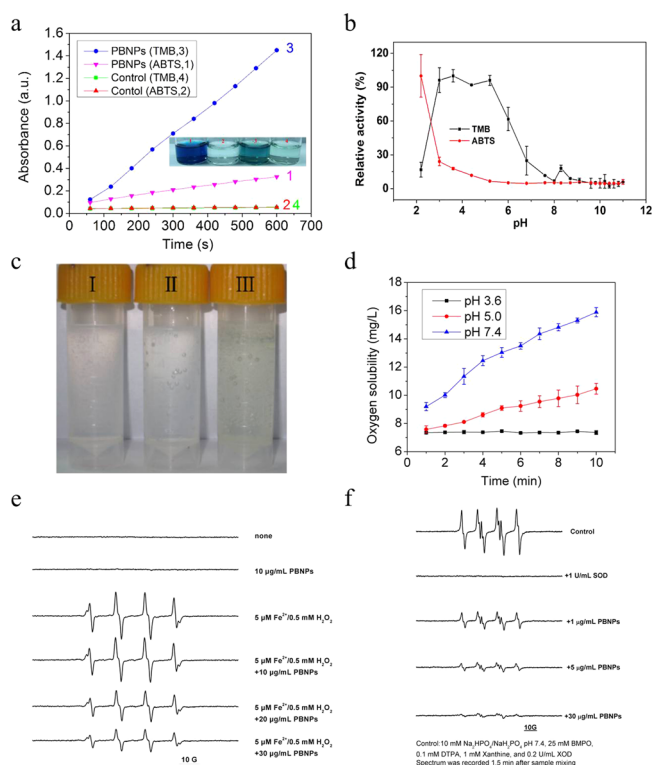 a
Absorbance (a.u.)
1.6
1.4
1.2
1.0
0.8
0.6
0.4
0.2
0.0
PBNPs (TMB,3)
PBNPs (ABTS,1)
Control (TMB,4)
Contol (ABTS,2)
3
1
2 4
0 100 200 300 400 500 600 700
Time (s)
b
Relative activity (%)
120
90
60
30
0
TMB
ABTS
2 4 6 8 10 12
pH
c
I II III
d
Oxygen solubility (mg/L)
18
16
14
12
10
8
6
pH 3.6
pH 5.0
pH 7.4
0 2 4 6 8 10
Time (min)
e
none
10 μg/mL PBNPs
5 μM Fe²⁺/0.5 mM H₂O₂
5 μM Fe²⁺/0.5 mM H₂O₂
+10 μg/mL PBNPs
5 μM Fe²⁺/0.5 mM H₂O₂
+20 μg/mL PBNPs
5 μM Fe²⁺/0.5 mM H₂O₂
+30 μg/mL PBNPs
10 G
f
Control
+1 U/mL SOD
+1 μg/mL PBNPs
+5 μg/mL PBNPs
+30 μg/mL PBNPs
10G
Control:10 mM Na₂HPO₄/NaH₂PO₄ pH 7.4, 25 mM BMPO,
0.1 mM DTPA, 1 mM Xanthine, and 0.2 U/mL XOD
Spectrum was recorded 1.5 min after sample mixing